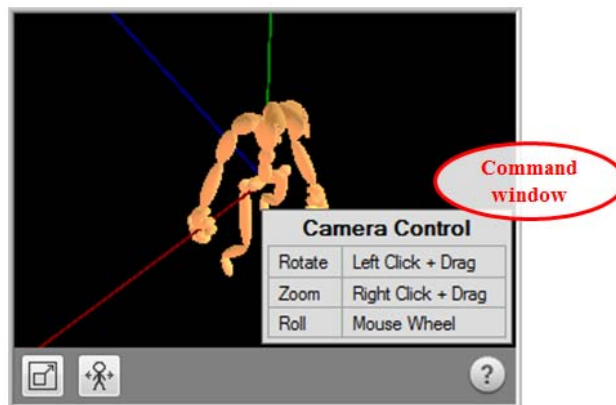 Command
window
Camera Control
Rotate Left Click + Drag
Zoom Right Click + Drag
Roll Mouse Wheel
?